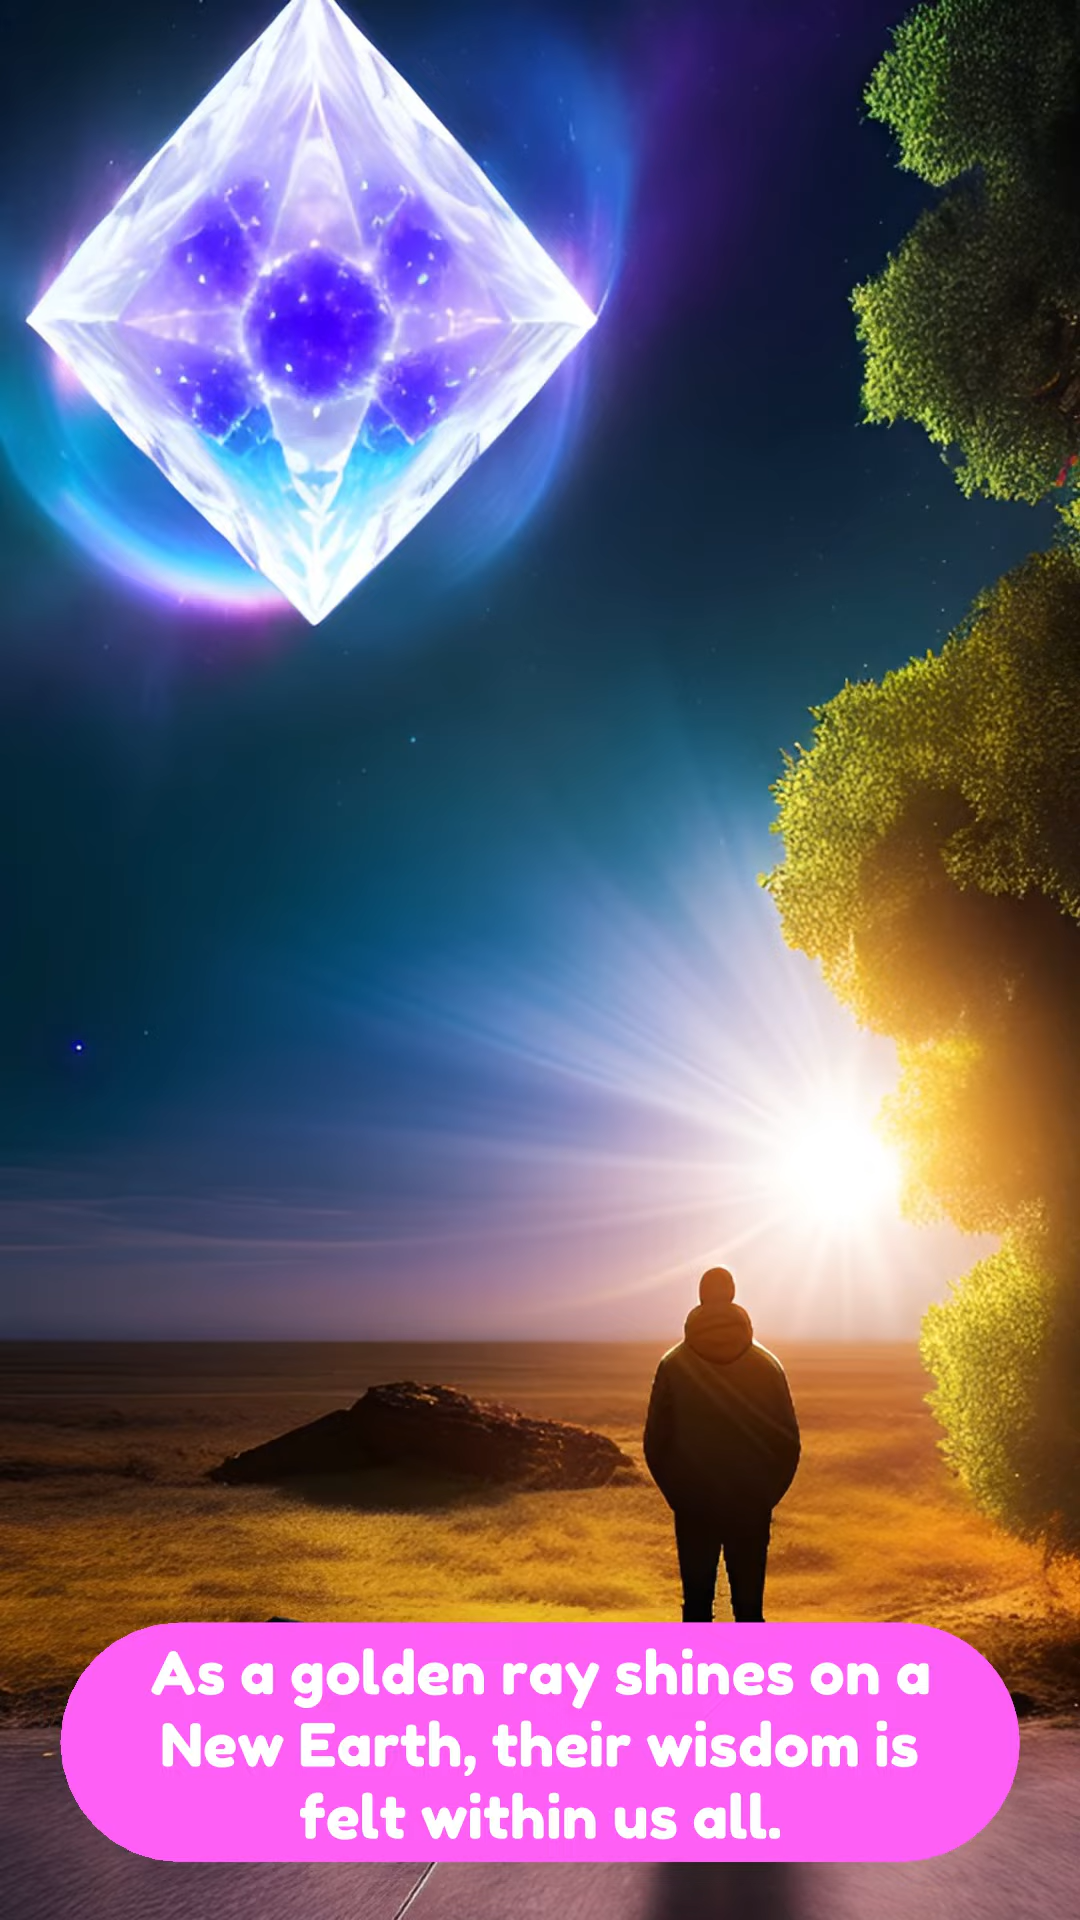 As a golden ray shines on a
New Earth, their wisdom is
felt within us all.